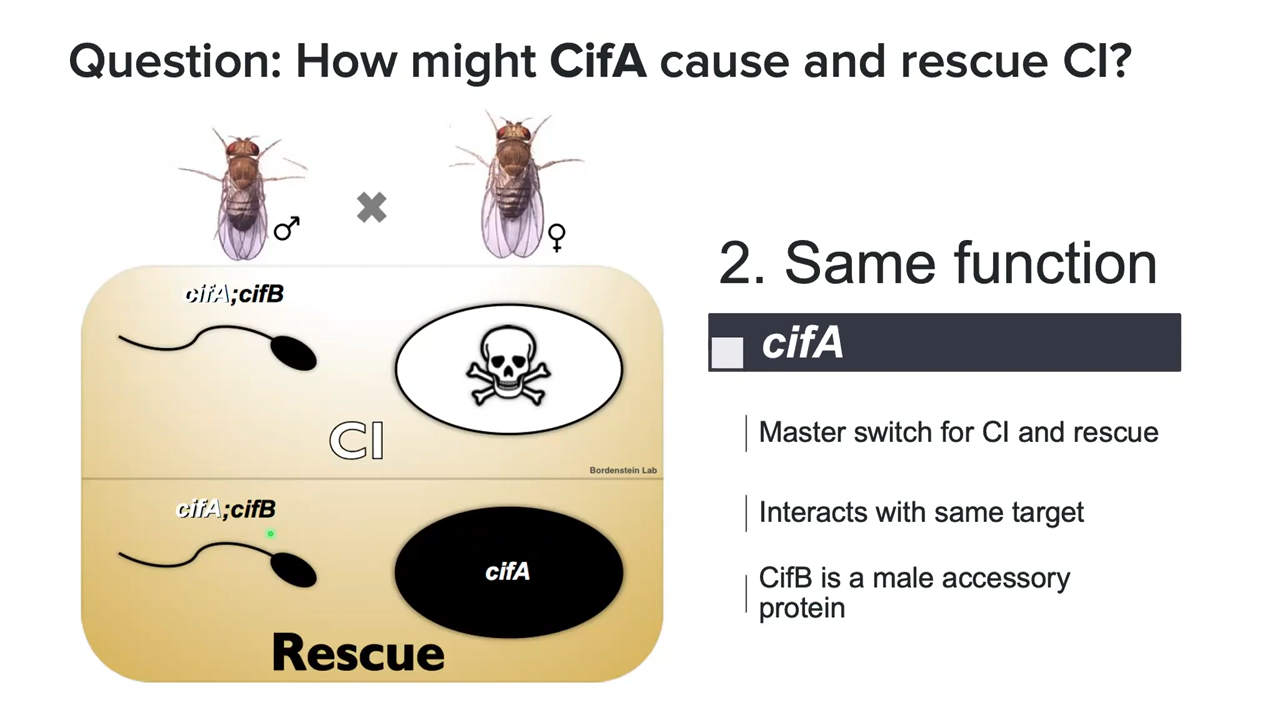 Question: How might CifA cause and rescue CI?
♂
♀
cifA;cifB
CI
Bordenstein Lab
cifA;cifB
cifA
Rescue
2. Same function
cifA
Master switch for CI and rescue
Interacts with same target
CifB is a male accessory
protein